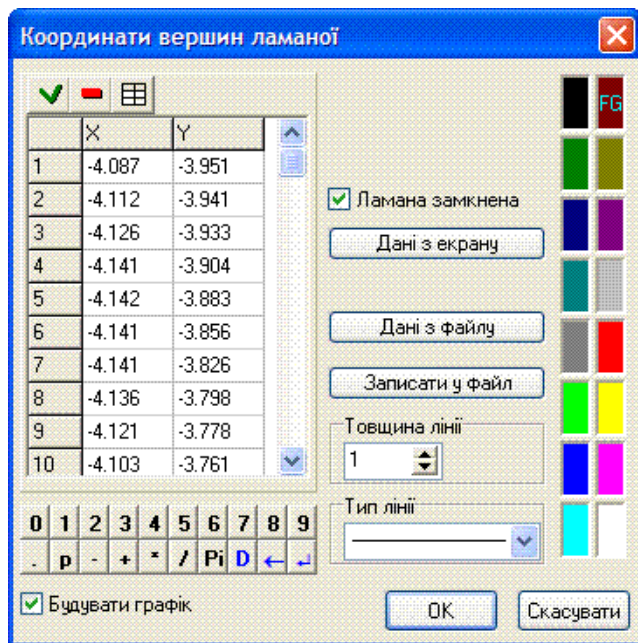 Координати вершин ламаної
X Y
1 -4.087 -3.951
2 -4.112 -3.941
3 -4.126 -3.933
4 -4.141 -3.904
5 -4.142 -3.883
6 -4.141 -3.856
7 -4.141 -3.826
8 -4.136 -3.798
9 -4.121 -3.778
10 -4.103 -3.761
0 1 2 3 4 5 6 7 8 9
. p - + * / Pi D ← ↲
Будувати графік
Ламана замкнена
Дані з екрану
Дані з файлу
Записати у файл
Товщина лінії
1
Тип лінії
FG
OK
Скасувати